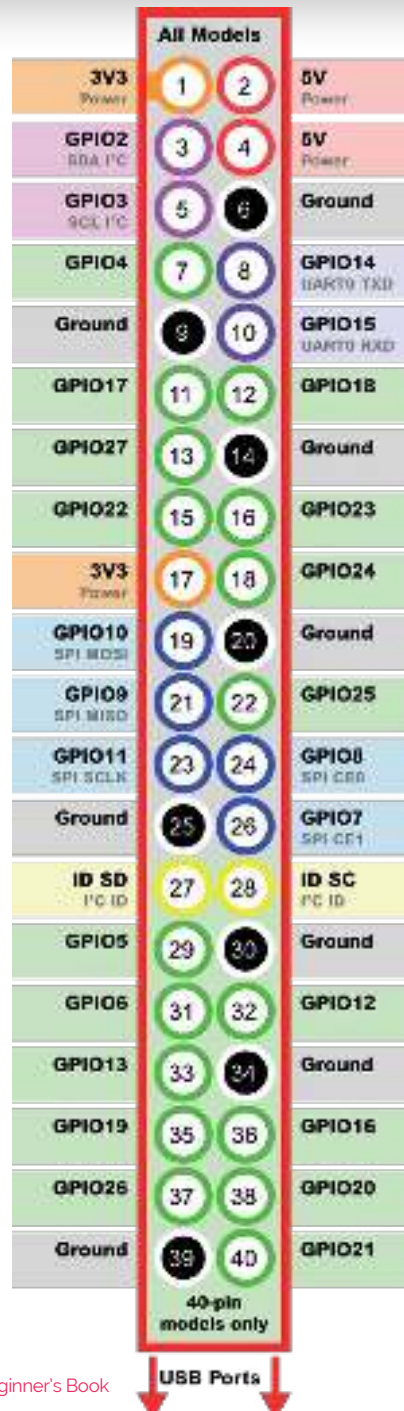 All Models
3V3 1 2 5V
Power Power
GPIO2 3 4 5V
SDA I²C Power
GPIO3 5 6 Ground
SCL I²C
GPIO4 7 8 GPIO14
UART0 TXD
Ground 9 10 GPIO15
UART0 RXD
GPIO17 11 12 GPIO18
GPIO27 13 14 Ground
GPIO22 15 16 GPIO23
3V3 17 18 GPIO24
Power
GPIO10 19 20 Ground
SPI MOSI
GPIO9 21 22 GPIO25
SPI MISO
GPIO11 23 24 GPIO8
SPI SCLK SPI CE0
Ground 25 26 GPIO7
SPI CE1
ID SD 27 28 ID SC
I²C ID I²C ID
GPIO5 29 30 Ground
GPIO6 31 32 GPIO12
GPIO13 33 34 Ground
GPIO19 35 36 GPIO16
GPIO26 37 38 GPIO20
Ground 39 40 GPIO21
40-pin
models only
USB Ports
ginner's Book